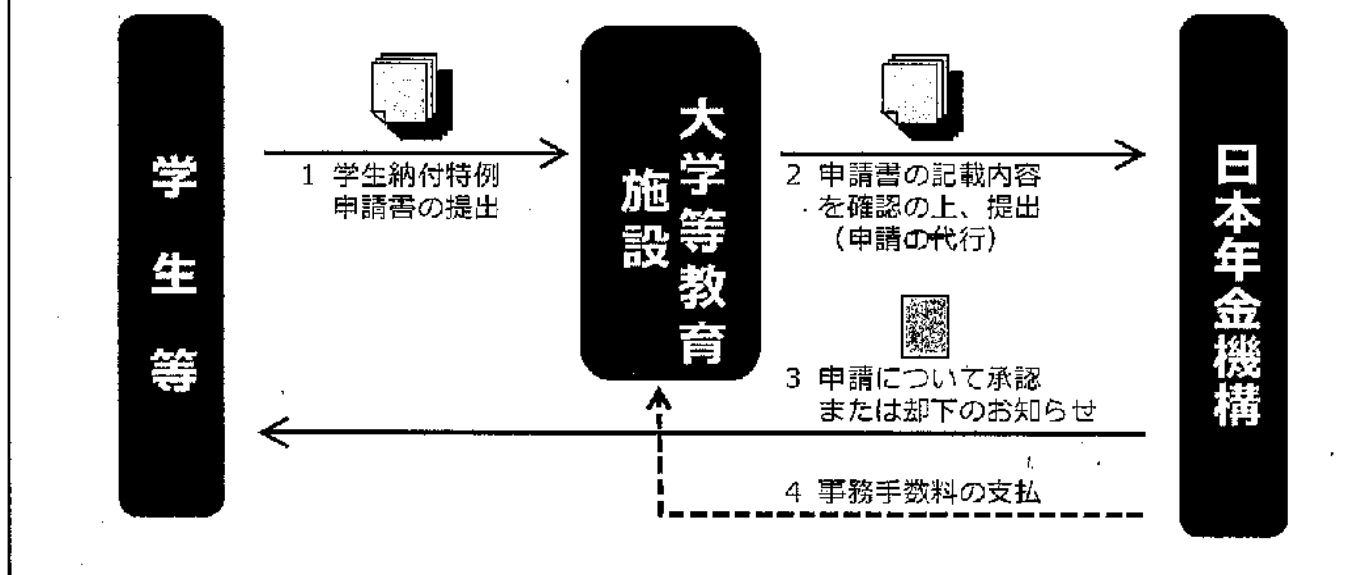 学生等
1 学生納付特例
申請書の提出
大学等教育
施設
2 申請書の記載内容
を確認の上、提出
（申請の代行）
3 申請について承認
または却下のお知らせ
4 事務手数料の支払
日本年金機構